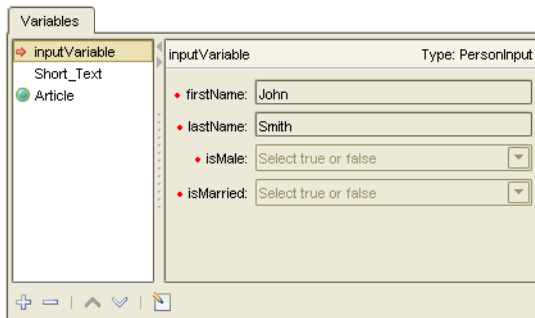 Variables
inputVariable
Short_Text
Article
inputVariable Type: PersonInput
firstName: John
lastName: Smith
isMale: Select true or false
isMarried: Select true or false